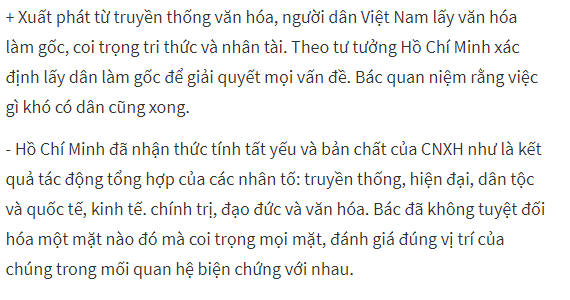 + Xuất phát từ truyền thống văn hóa, người dân Việt Nam lấy văn hóa
làm gốc, coi trọng tri thức và nhân tài. Theo tư tưởng Hồ Chí Minh xác
định lấy dân làm gốc để giải quyết mọi vấn đề. Bác quan niệm rằng việc
gì khó có dân cũng xong.
- Hồ Chí Minh đã nhận thức tính tất yếu và bản chất của CNXH như là kết
quả tác động tổng hợp của các nhân tố: truyền thống, hiện đại, dân tộc
và quốc tế, kinh tế. chính trị, đạo đức và văn hóa. Bác đã không tuyệt đối
hóa một mặt nào đó mà coi trọng mọi mặt, đánh giá đúng vị trí của
chúng trong mối quan hệ biện chứng với nhau.